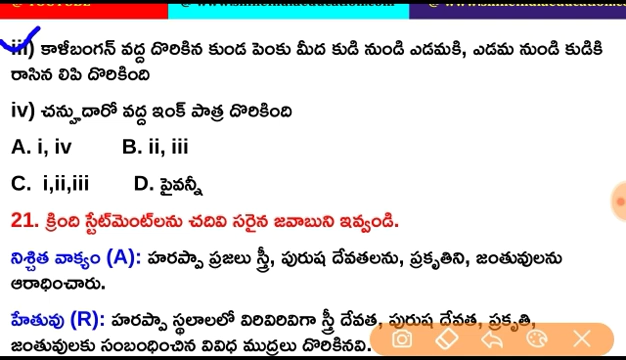 iii) కాళీబంగన్ వద్ద దొరికిన కుండ పెంకు మీద కుడి నుండి ఎడమకి, ఎడమ నుండి కుడికి
రాసిన లిపి దొరికింది
iv) చన్హుదారో వద్ద ఇంక్ పాత్ర దొరికింది
A. i, iv B. ii, iii
C. i,ii,iii D. పైవన్నీ
21. క్రింది స్టేట్‌మెంట్‌లను చదివి సరైన జవాబుని ఇవ్వండి.
నిశ్చిత వాక్యం (A): హరప్పా ప్రజలు స్త్రీ, పురుష దేవతలను, ప్రకృతిని, జంతువులను
ఆరాధించారు.
హేతువు (R): హరప్పా స్థలాలలో విరివిరివిగా స్త్రీ దేవత, పురుష దేవత, ప్రకృతి,
జంతువులకు సంబంధించిన వివిధ ముద్రలు దొరికినవి.